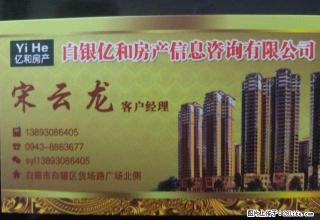 Yi He
亿和房产
白银亿和房产信息咨询有限公司
宋云龙 客户经理
13893086405
0943-8863677
syl13893086405
白银市白银区货场路广场北侧